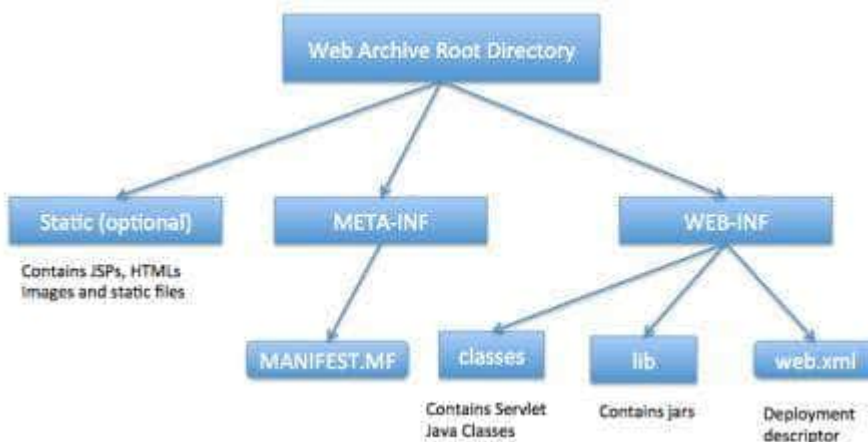 Web Archive Root Directory
Static (optional)
META-INF
WEB-INF
Contains JSPs, HTMLs
Images and static files
MANIFEST.MF
classes
lib
web.xml
Contains Servlet
Java Classes
Contains jars
Deployment
descriptor